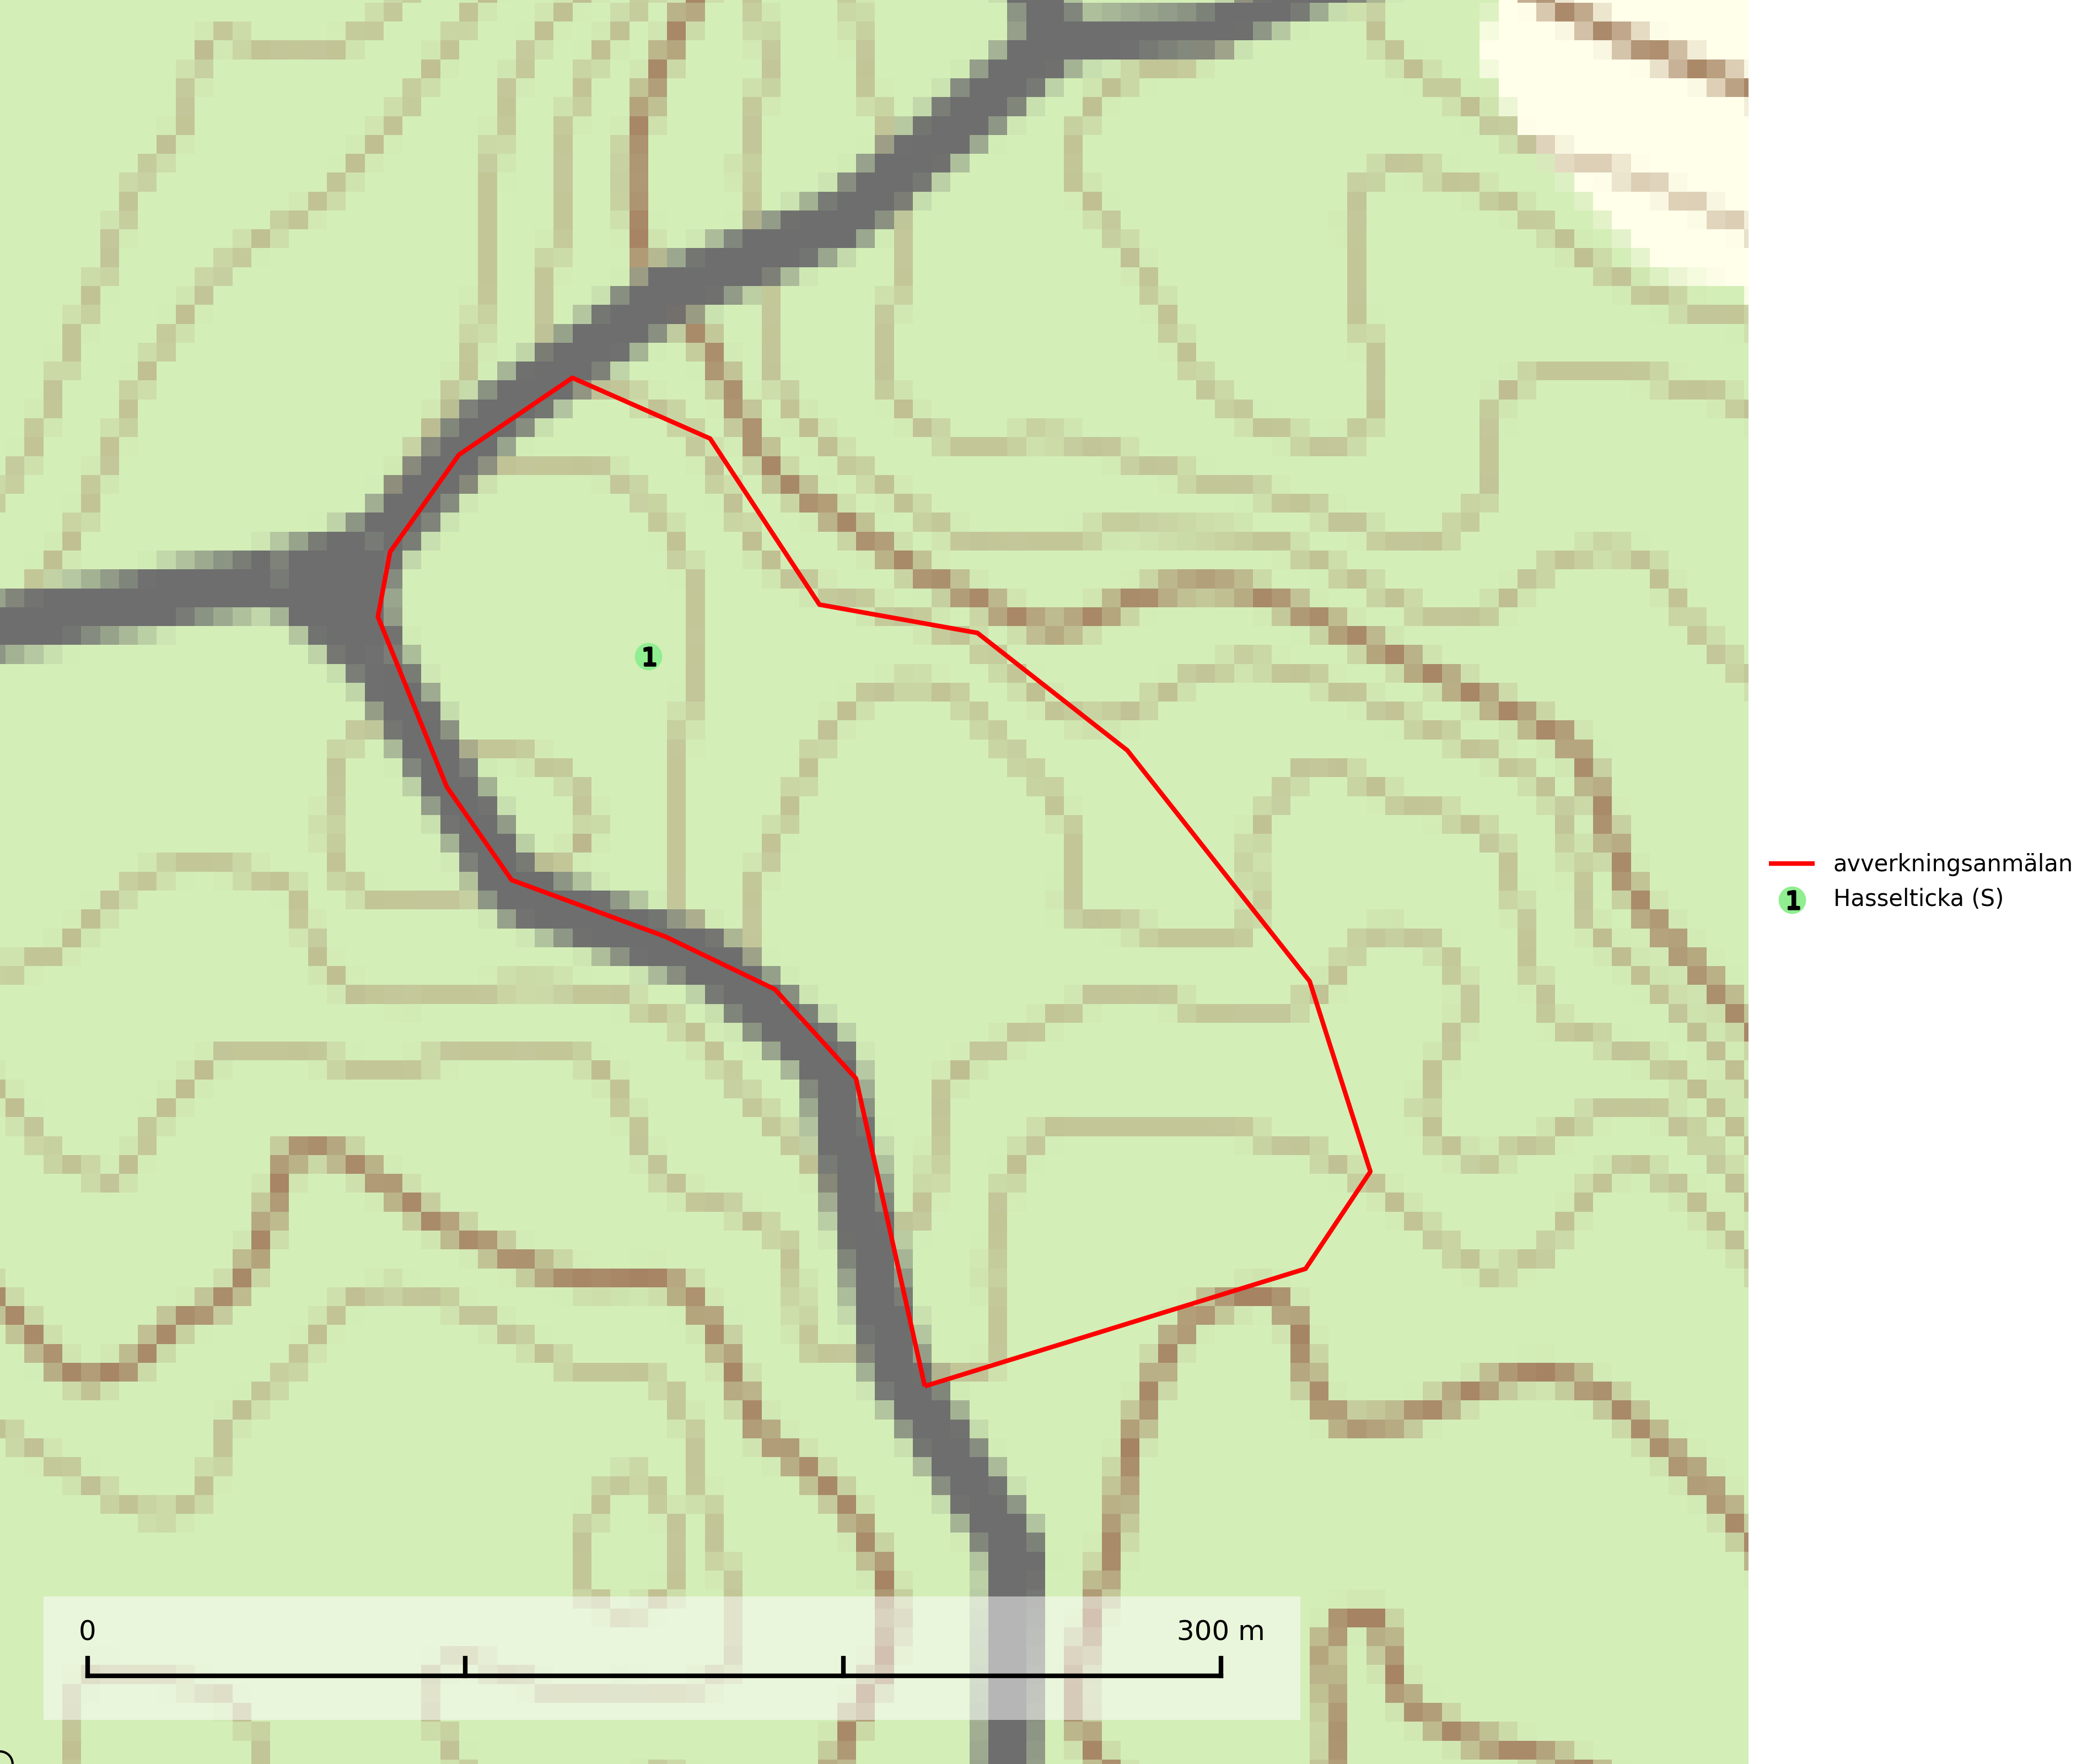 1
avverkningsanmälan
1 Hasselticka (S)
0 300 m